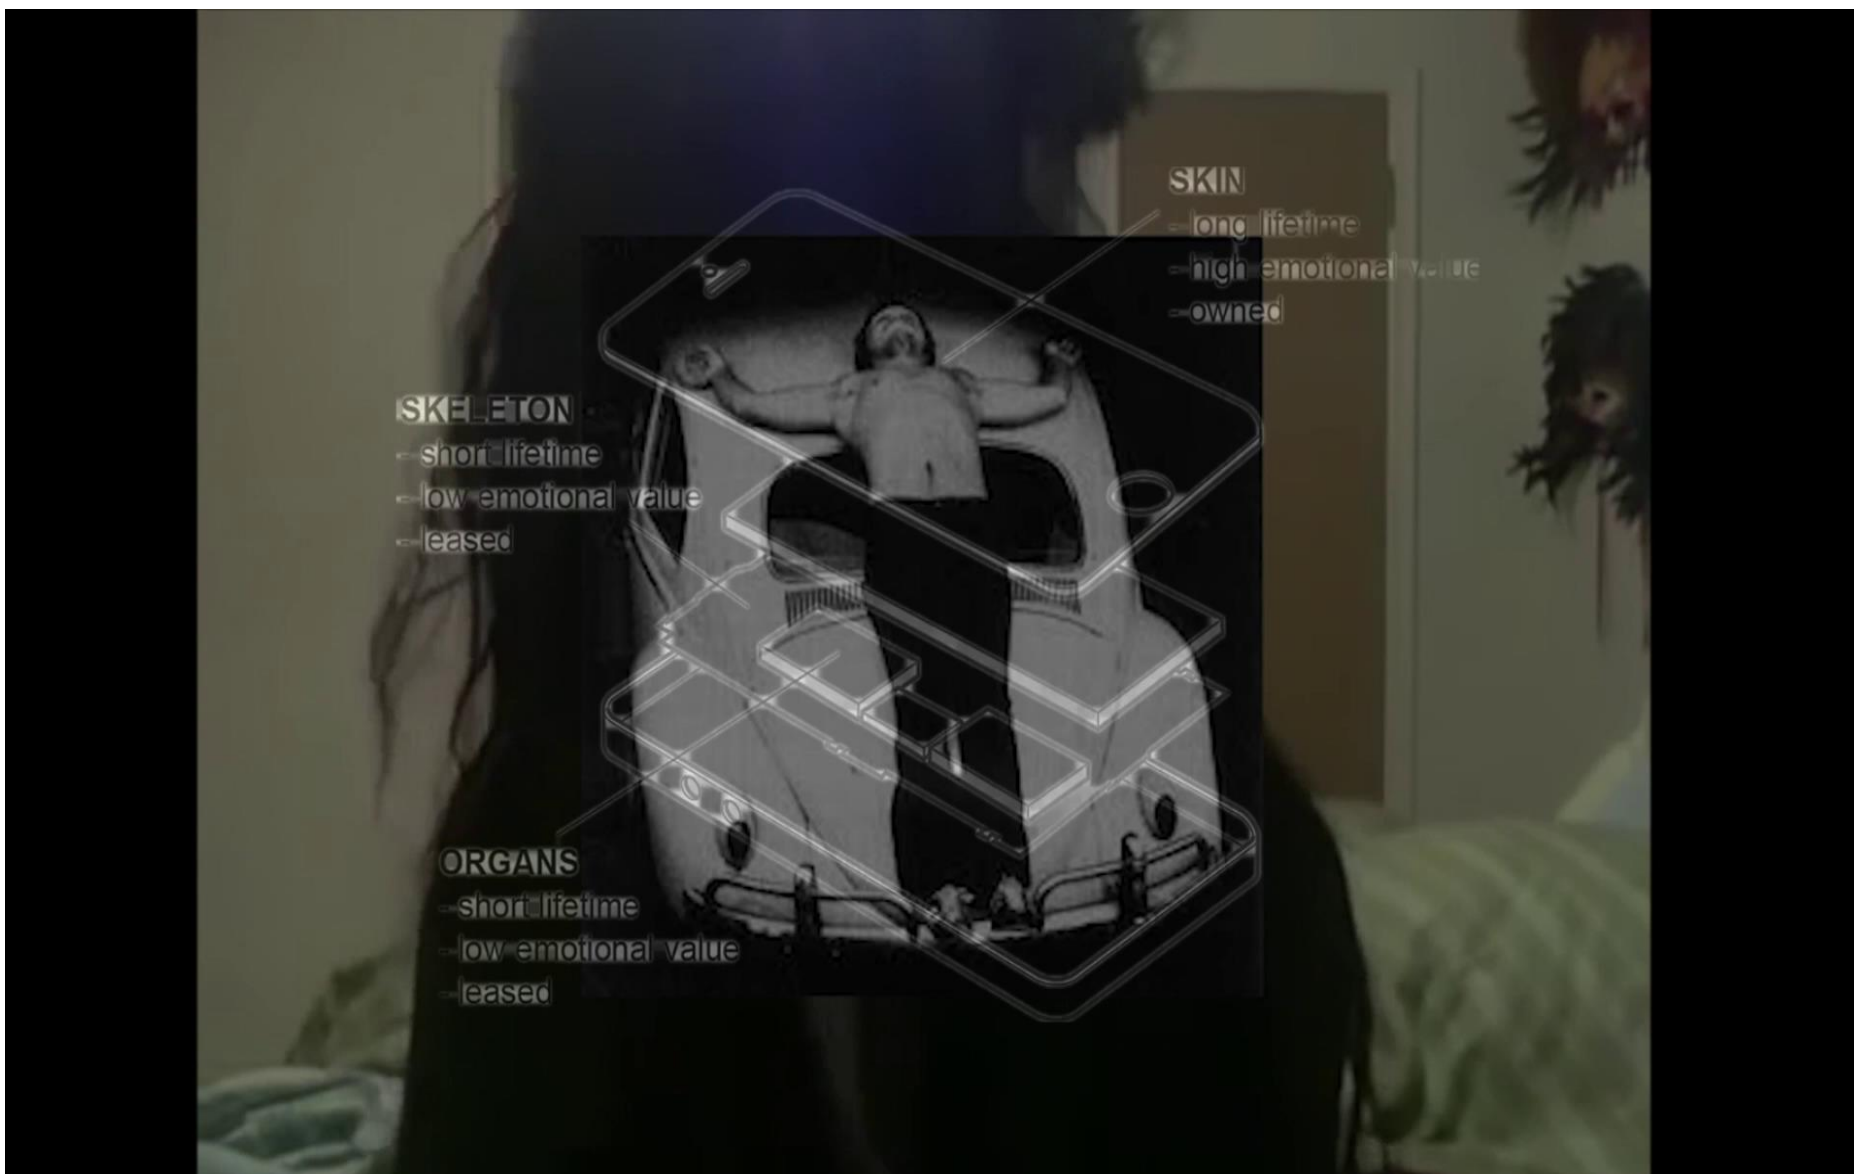 SKIN
- long lifetime
- high emotional value
- owned
SKELETON
- short lifetime
- low emotional value
- leased
ORGANS
- short lifetime
- low emotional value
- leased